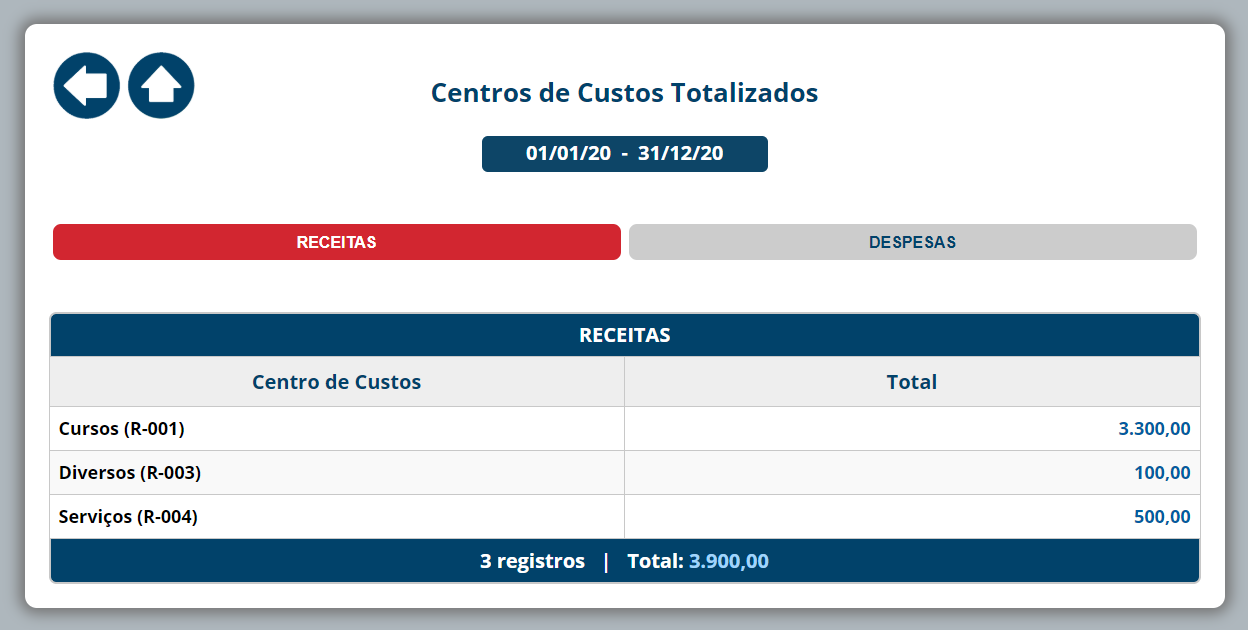 Centros de Custos Totalizados
01/01/20 - 31/12/20
RECEITAS DESPESAS
RECEITAS
Centro de Custos Total
Cursos (R-001) 3.300,00
Diversos (R-003) 100,00
Serviços (R-004) 500,00
3 registros | Total: 3.900,00